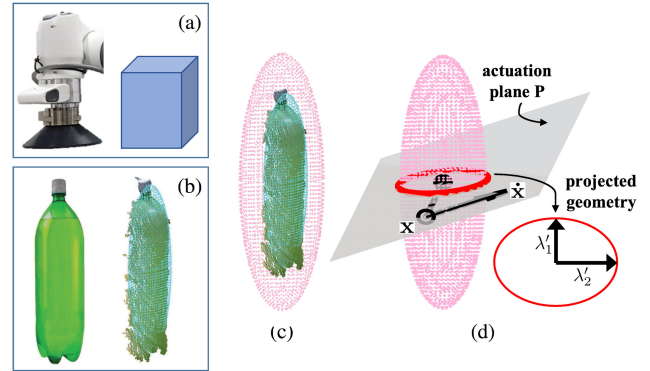 (a)
(b)
(c)
actuation
plane P
x
ẋ
projected
geometry
λ′₁
λ′₂
(d)